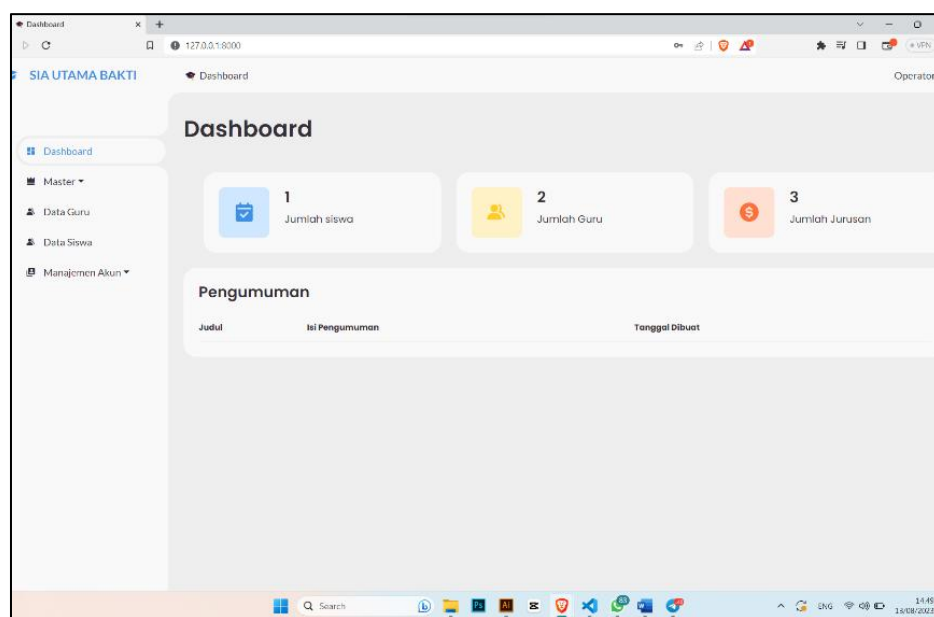 Dashboard
127.0.0.1:8000
VPN
SIA UTAMA BAKTI
Dashboard
Operator
Dashboard
Dashboard
Master
Data Guru
Data Siswa
Manajemen Akun
1
Jumlah siswa
2
Jumlah Guru
3
Jumlah Jurusan
Pengumuman
Judul Isi Pengumuman Tanggal Dibuat
Search
Ps
Ai
ENG
14.49